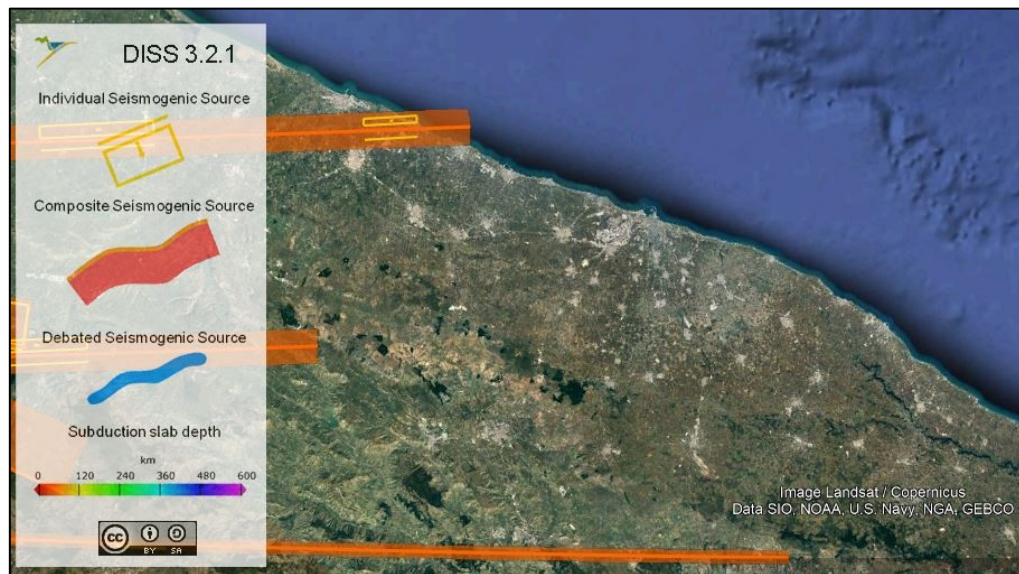 DISS 3.2.1
Individual Seismogenic Source
Composite Seismogenic Source
Debated Seismogenic Source
Subduction slab depth
km
0 120 240 360 480 600
cc
BY SA
Image Landsat / Copernicus
Data SIO, NOAA, U.S. Navy, NGA, GEBCO